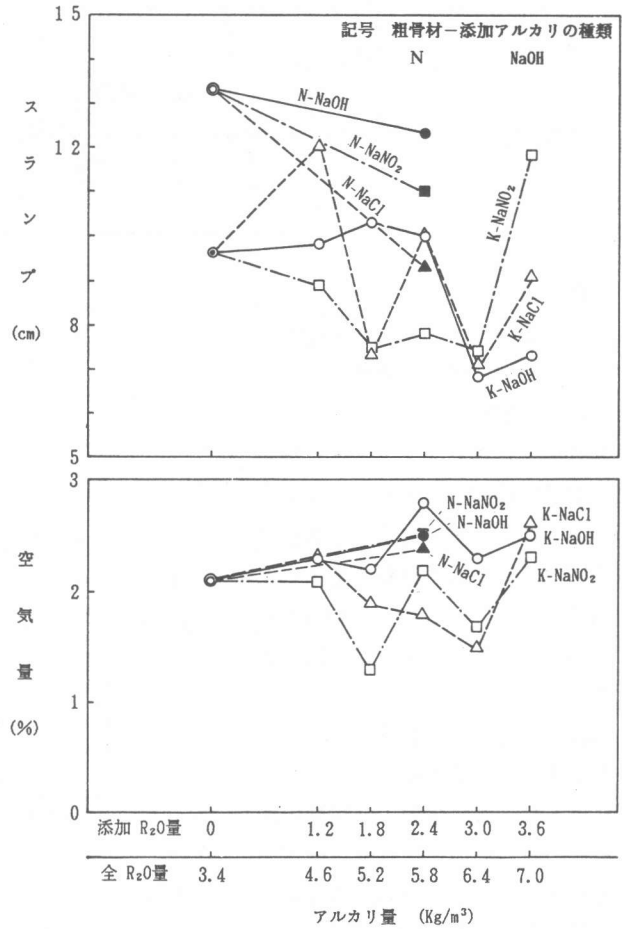 15
記号 粗骨材－添加アルカリの種類
N NaOH
N-NaOH
N-NaNO₂
N-NaCl
K-NaNO₂
K-NaCl
K-NaOH
スランプ
(cm)
12
8
5
3
N-NaNO₂
N-NaOH
N-NaCl
K-NaCl
K-NaOH
K-NaNO₂
空気量
(%)
2
1
0
添加 R₂O量 0 1.2 1.8 2.4 3.0 3.6
全 R₂O量 3.4 4.6 5.2 5.8 6.4 7.0
アルカリ量 (Kg/m³)